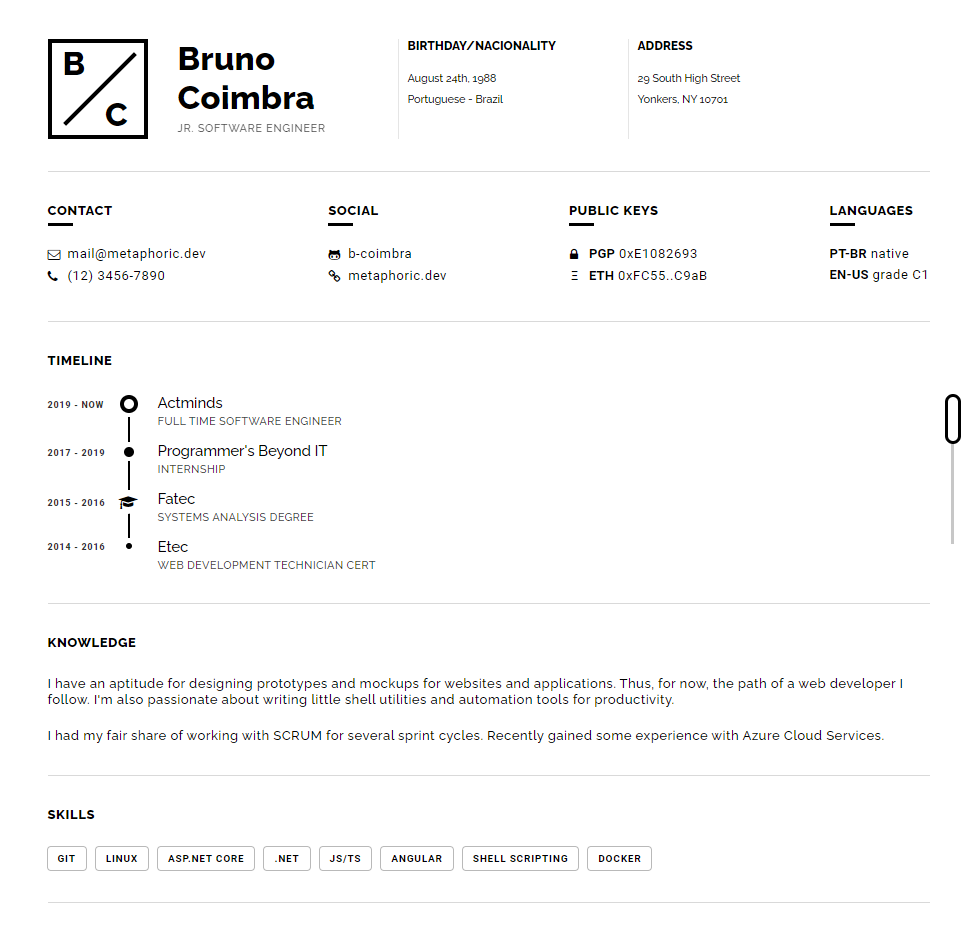 B
C
Bruno
Coimbra
JR. SOFTWARE ENGINEER
BIRTHDAY/NACIONALITY
August 24th, 1988
Portuguese - Brazil
ADDRESS
29 South High Street
Yonkers, NY 10701
CONTACT
mail@metaphoric.dev
(12) 3456-7890
SOCIAL
b-coimbra
metaphoric.dev
PUBLIC KEYS
PGP 0xE1082693
Ξ ETH 0xFC55..C9aB
LANGUAGES
PT-BR native
EN-US grade C1
TIMELINE
2019 - NOW Actminds
FULL TIME SOFTWARE ENGINEER
2017 - 2019 Programmer's Beyond IT
INTERNSHIP
2015 - 2016 Fatec
SYSTEMS ANALYSIS DEGREE
2014 - 2016 Etec
WEB DEVELOPMENT TECHNICIAN CERT
KNOWLEDGE
I have an aptitude for designing prototypes and mockups for websites and applications. Thus, for now, the path of a web developer I
follow. I'm also passionate about writing little shell utilities and automation tools for productivity.
I had my fair share of working with SCRUM for several sprint cycles. Recently gained some experience with Azure Cloud Services.
SKILLS
GIT LINUX ASP.NET CORE .NET JS/TS ANGULAR SHELL SCRIPTING DOCKER